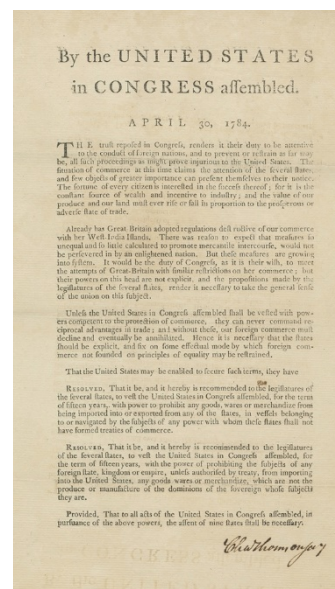 By the UNITED STATES
in CONGRESS assembled.
APRIL 30, 1784.
THE trust reposed in Congress, renders it their duty to be attentive
to the conduct of foreign nations, and to prevent or restrain as far may
be, all such proceedings as might prove injurious to the United States. The
situation of commerce at this time claims the attention of the several states,
and few objects of greater importance can present themselves to their notice.
The fortune of every citizen is interested in the success thereof; for it is the
constant source of wealth and incentive to industry; and the value of our
produce and our land must ever rise or fall in proportion to the prosperous or
adverse state of trade.
Already has Great Britain adopted regulations destructive of our commerce
with her West-India Islands. There was reason to expect that measures so
unequal and so little calculated to promote mercantile intercourse, would not
be persevered in by an enlightened nation. But these measures are growing
into system. It would be the duty of Congress, as it is their wish, to meet
the attempts of Great-Britain with similar restrictions on her commerce; but
their powers on this head are not explicit, and the propositions made by the
legislatures of the several states, render it necessary to take the general sense
of the union on this subject.
Unless the United States in Congress assembled shall be vested with pow-
ers competent to the protection of commerce, they can never command re-
ciprocal advantages in trade; and without these, our foreign commerce must
decline and eventually be annihilated. Hence it is necessary that the states
should be explicit, and fix on some effectual mode by which foreign com-
merce not founded on principles of equality may be restrained,
That the United States may be enabled to secure such terms, they have
RESOLVED, That it be, and it hereby is recommended to the legislatures of
the several states, to vest the United States in Congress assembled, for the term
of fifteen years, with power to prohibit any goods, wares or merchandize from
being imported into or exported from any of the states, in vessels belonging
to or navigated by the subjects of any power with whom these states shall not
have formed treaties of commerce.
RESOLVED, That it be, and it hereby is recommended to the legislatures
of the several states, to vest the United States in Congress assembled, for
the term of fifteen years, with the power of prohibiting the subjects of any
foreign state, kingdom or empire, unless authorised by treaty, from importing
into the United States, any goods wares or merchandize, which are not the
produce or manufacture of the dominions of the sovereign whose subjects
they are.
Provided, That to all acts of the United States in Congress assembled, in
pursuance of the above powers, the assent of nine states shall be necessary.
Cha Thomson secy